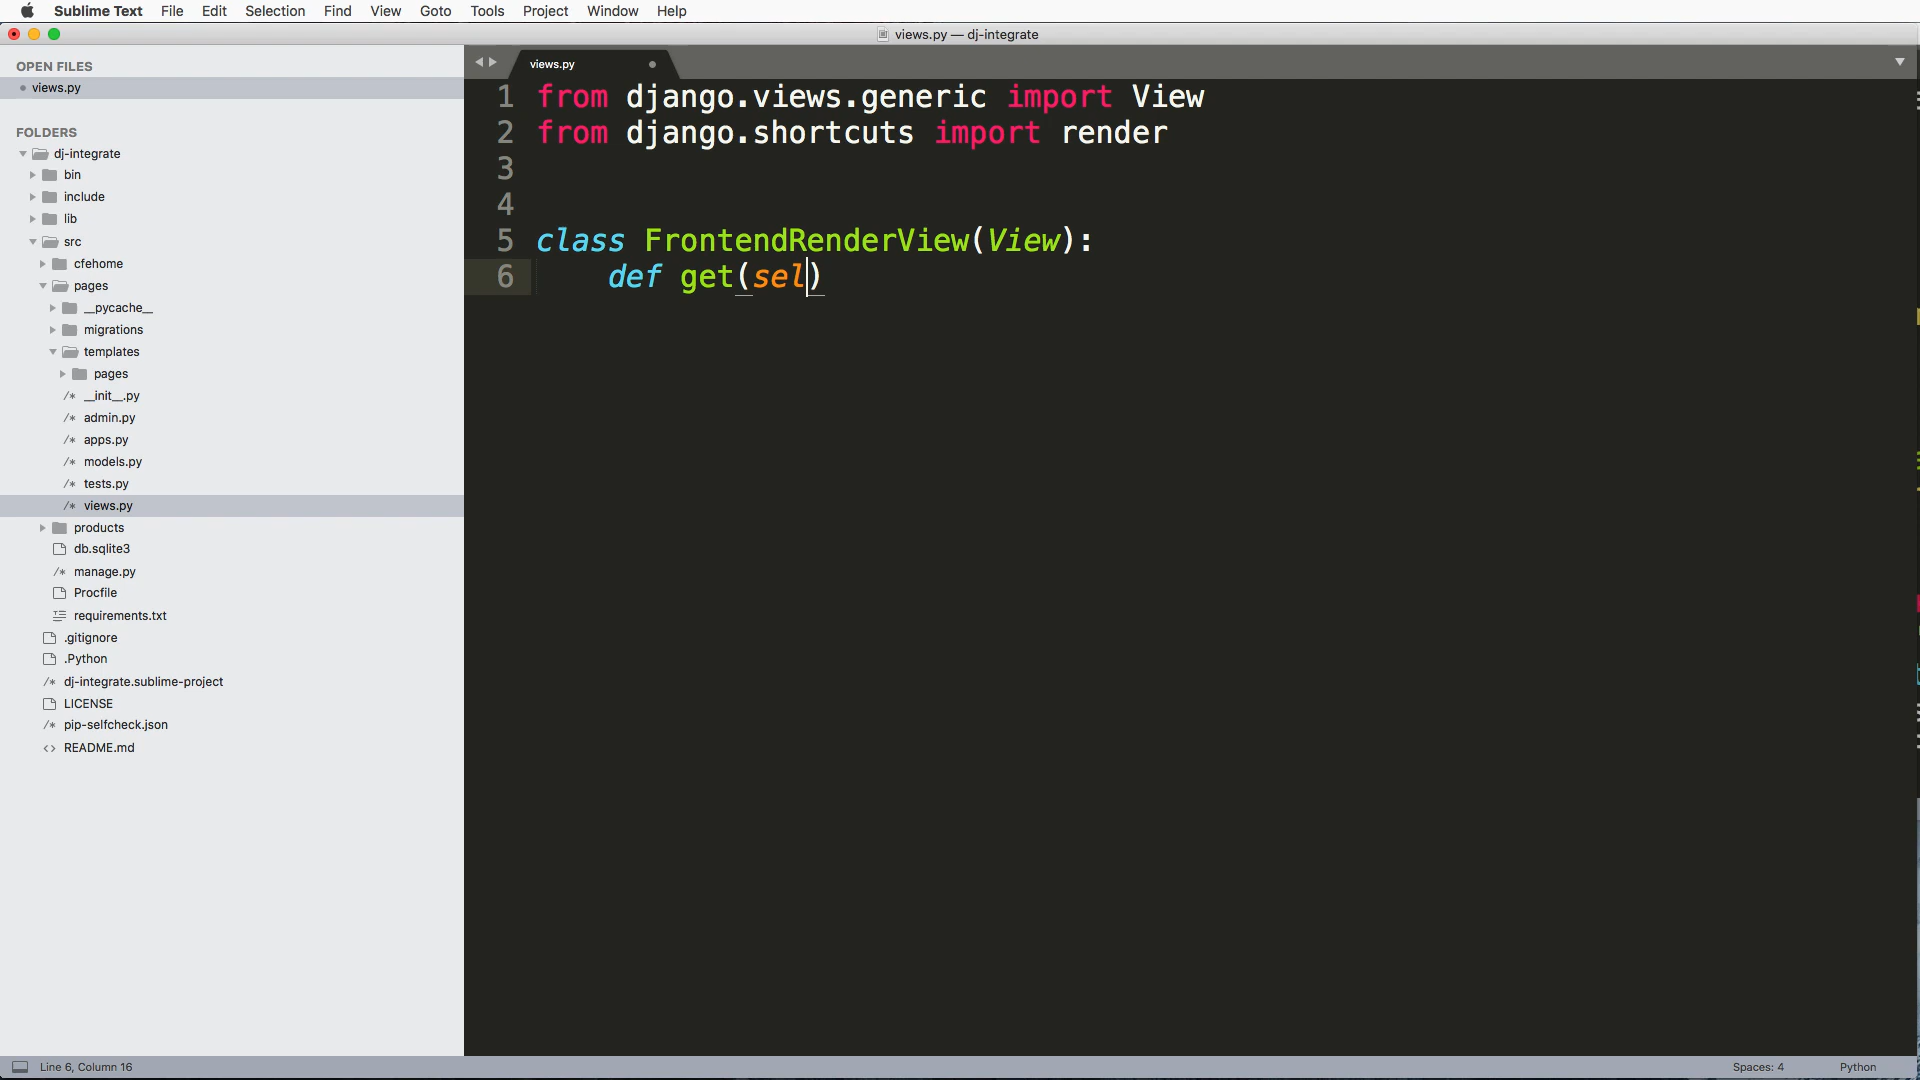 Sublime Text File Edit Selection Find View Goto Tools Project Window Help
views.py — dj-integrate
OPEN FILES
views.py
FOLDERS
dj-integrate
bin
include
lib
src
cfehome
pages
__pycache__
migrations
templates
pages
__init__.py
admin.py
apps.py
models.py
tests.py
views.py
products
db.sqlite3
manage.py
Procfile
requirements.txt
.gitignore
.Python
dj-integrate.sublime-project
LICENSE
pip-selfcheck.json
README.md
views.py
1 from django.views.generic import View
2 from django.shortcuts import render
3
4
5 class FrontendRenderView(View):
6     def get(sel)
Line 6, Column 16
Spaces: 4
Python